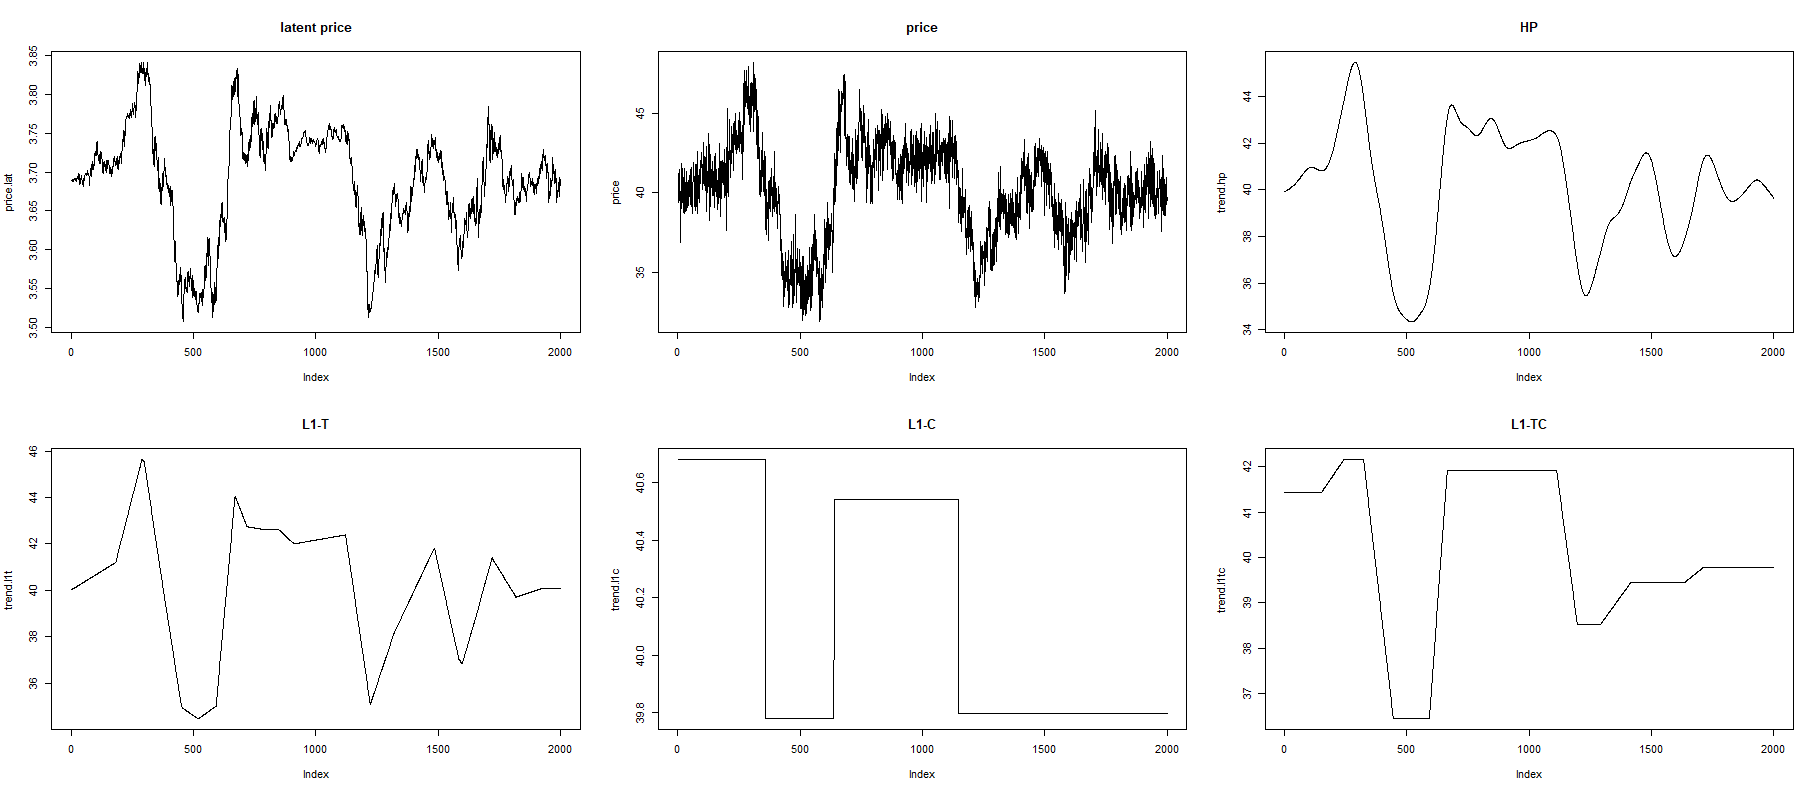 latent price
price.lat
3.85
3.80
3.75
3.70
3.65
3.60
3.55
3.50
0 500 1000 1500 2000
Index
price
price
45
40
35
0 500 1000 1500 2000
Index
HP
trend.hp
44
42
40
38
36
34
0 500 1000 1500 2000
Index
L1-T
trend.l1t
46
44
42
40
38
36
0 500 1000 1500 2000
Index
L1-C
trend.l1c
40.6
40.4
40.2
40.0
39.8
0 500 1000 1500 2000
Index
L1-TC
trend.l1tc
42
41
40
39
38
37
0 500 1000 1500 2000
Index